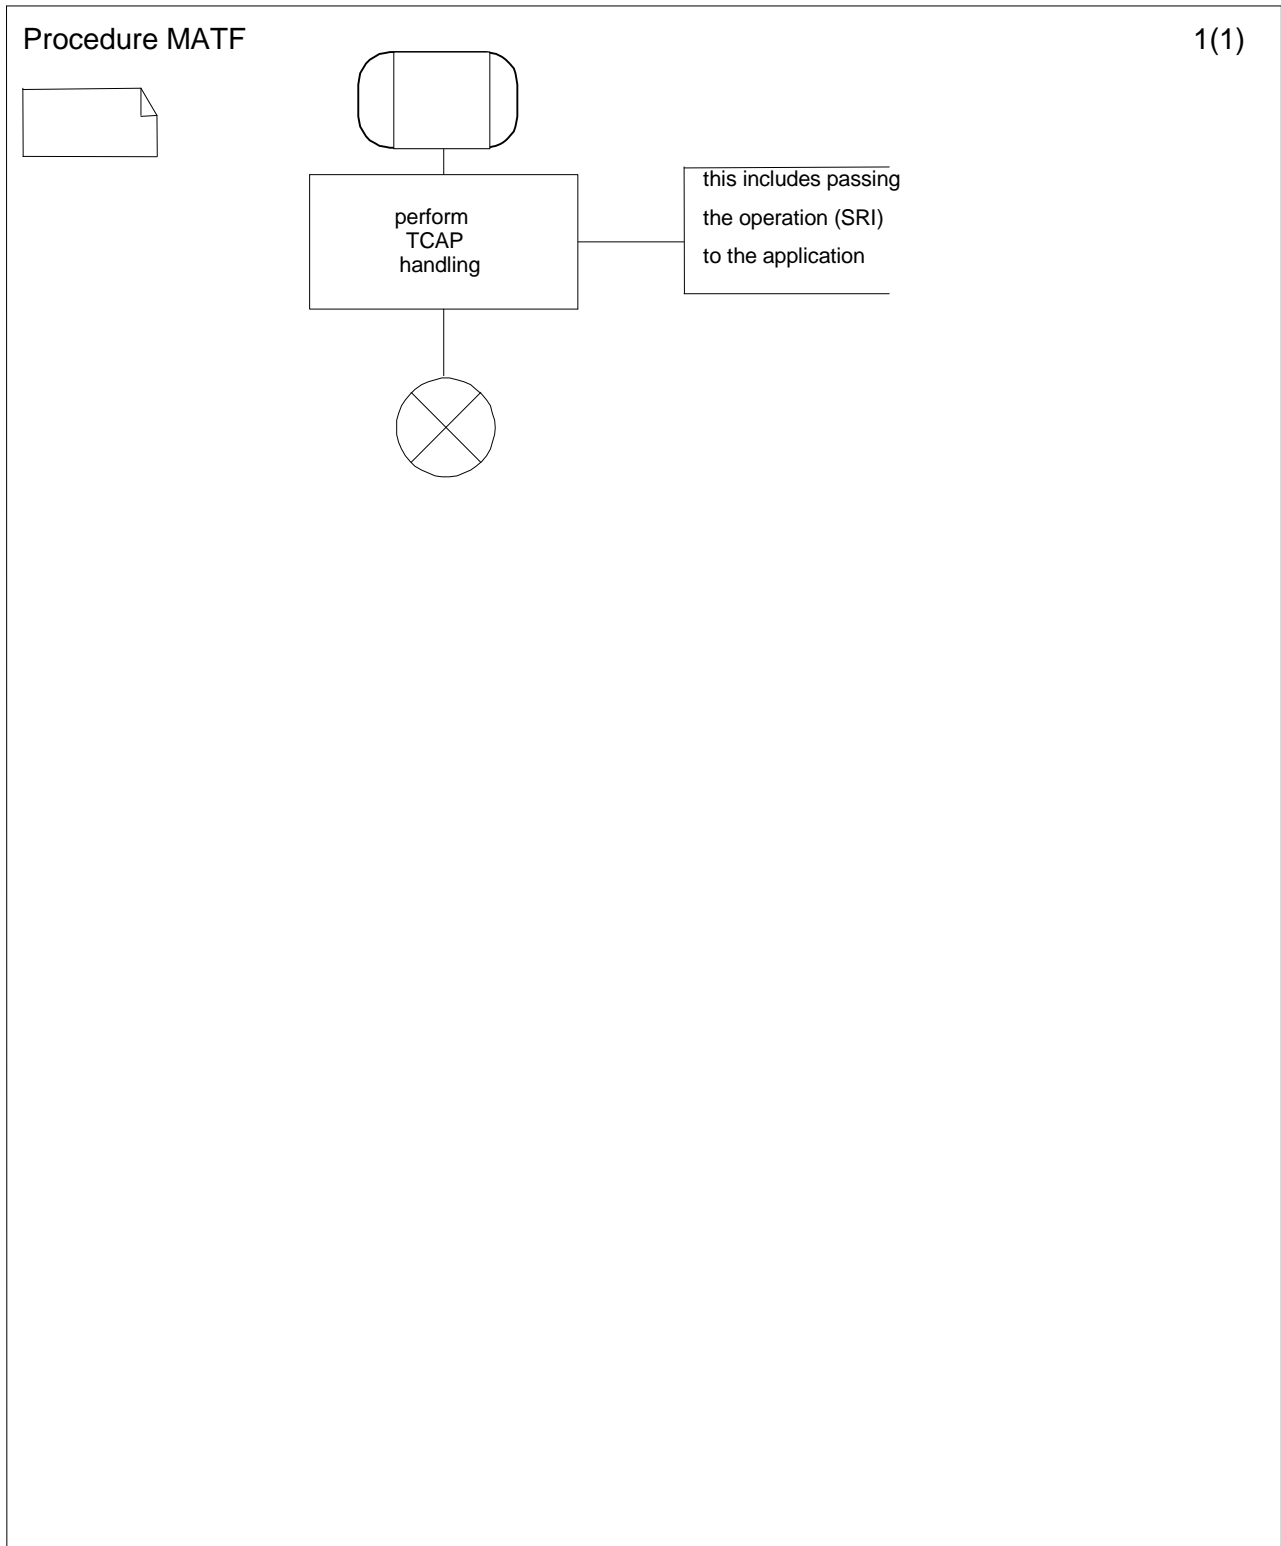 Procedure MATF
1(1)
perform
TCAP
handling
this includes passing
the operation (SRI)
to the application